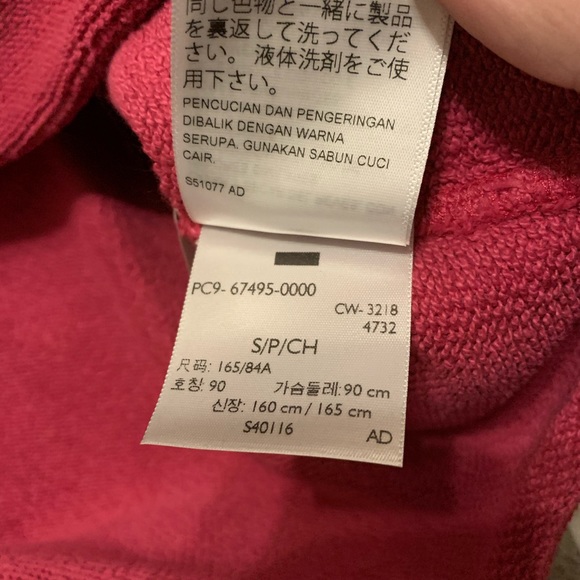 同じ色物と一緒に製品
を裏返して洗ってくだ
さい。液体洗剤をご使
用下さい。
PENCUCIAN DAN PENGERINGAN
DIBALIK DENGAN WARNA
SERUPA. GUNAKAN SABUN CUCI
CAIR.
S51077 AD
PC9- 67495-0000
CW- 3218
4732
S/P/CH
尺码: 165/84A
호칭: 90 가슴둘레: 90 cm
신장: 160 cm / 165 cm
S40116
AD